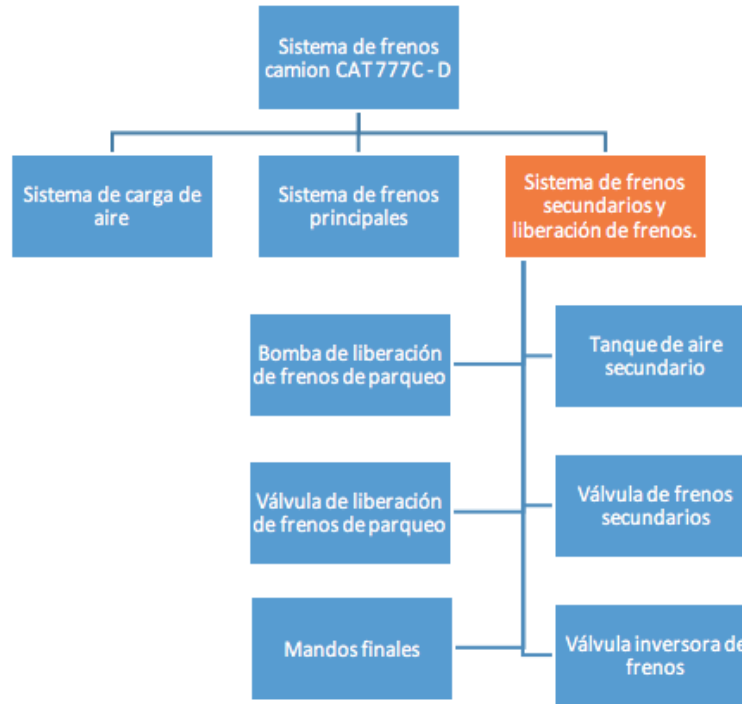 Sistema de frenos
camion CAT 777C - D
Sistema de carga de
aire
Sistema de frenos
principales
Sistema de frenos
secundarios y
liberación de frenos.
Bomba de liberación
de frenos de parqueo
Tanque de aire
secundario
Válvula de liberación
de frenos de parqueo
Válvula de frenos
secundarios
Mandos finales
Válvula inversora de
frenos